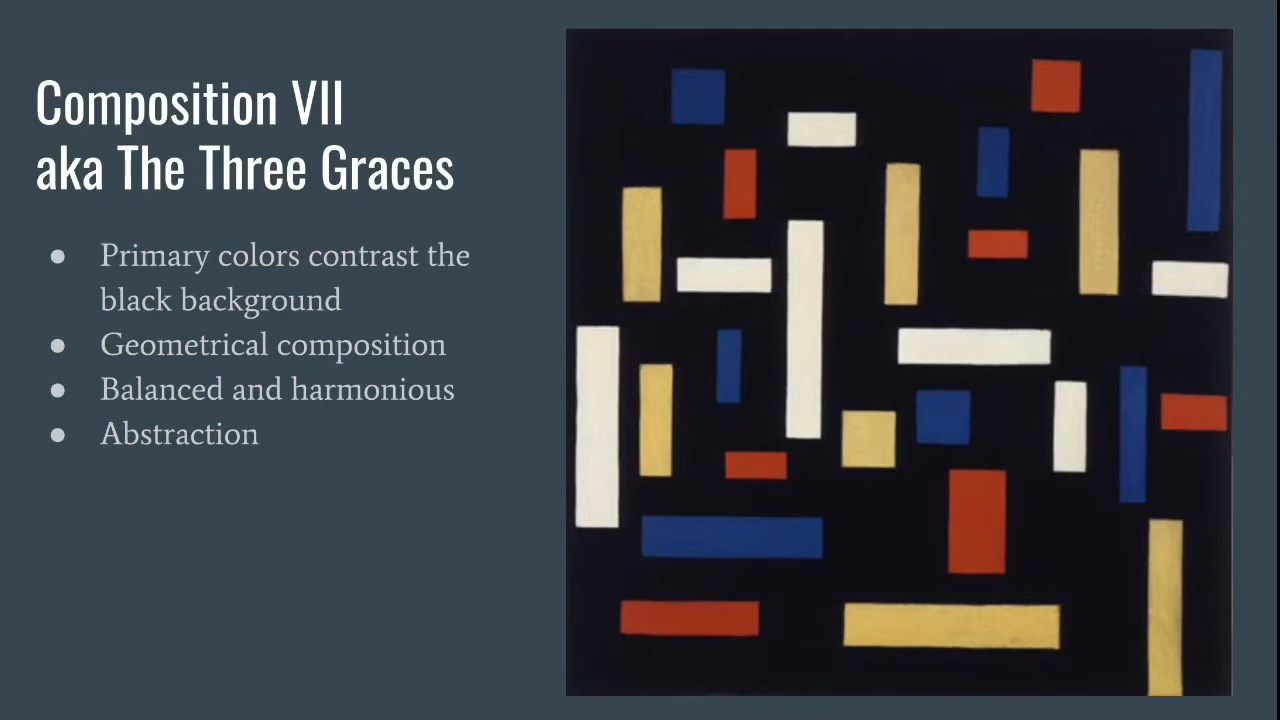 Composition VII
aka The Three Graces
● Primary colors contrast the
black background
● Geometrical composition
● Balanced and harmonious
● Abstraction